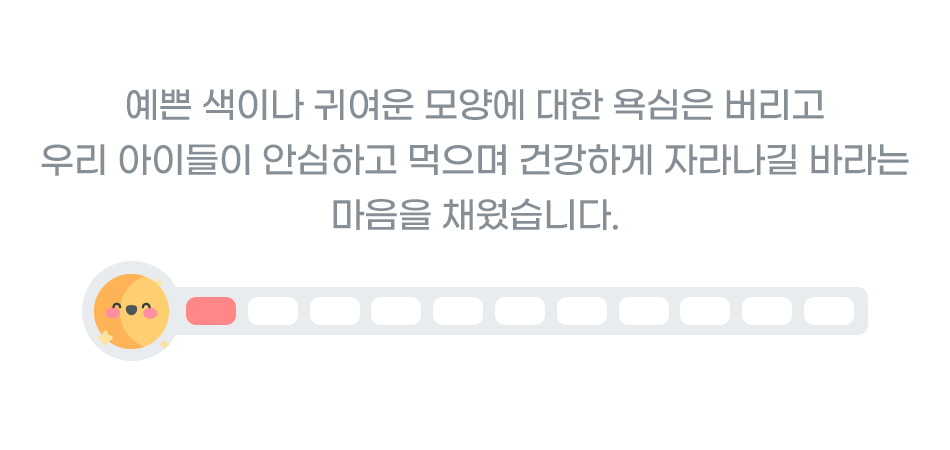 예쁜 색이나 귀여운 모양에 대한 욕심은 버리고
우리 아이들이 안심하고 먹으며 건강하게 자라나길 바라는
마음을 채웠습니다.